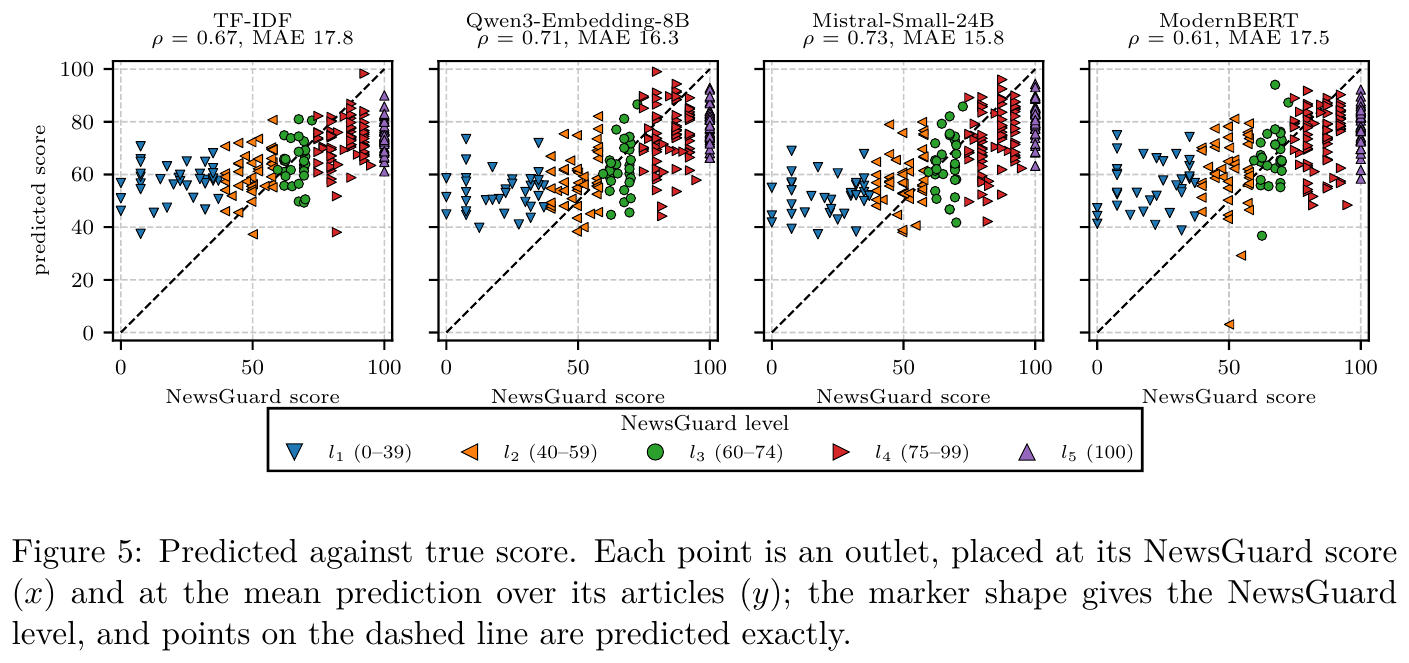 TF-IDF
ρ = 0.67, MAE 17.8
Qwen3-Embedding-8B
ρ = 0.71, MAE 16.3
Mistral-Small-24B
ρ = 0.73, MAE 15.8
ModernBERT
ρ = 0.61, MAE 17.5
predicted score
100
80
60
40
20
0
0 50 100
0 50 100
0 50 100
0 50 100
NewsGuard score
NewsGuard score
NewsGuard score
NewsGuard score
NewsGuard level
l₁ (0–39) l₂ (40–59) l₃ (60–74) l₄ (75–99) l₅ (100)
Figure 5: Predicted against true score. Each point is an outlet, placed at its NewsGuard score
(x) and at the mean prediction over its articles (y); the marker shape gives the NewsGuard
level, and points on the dashed line are predicted exactly.